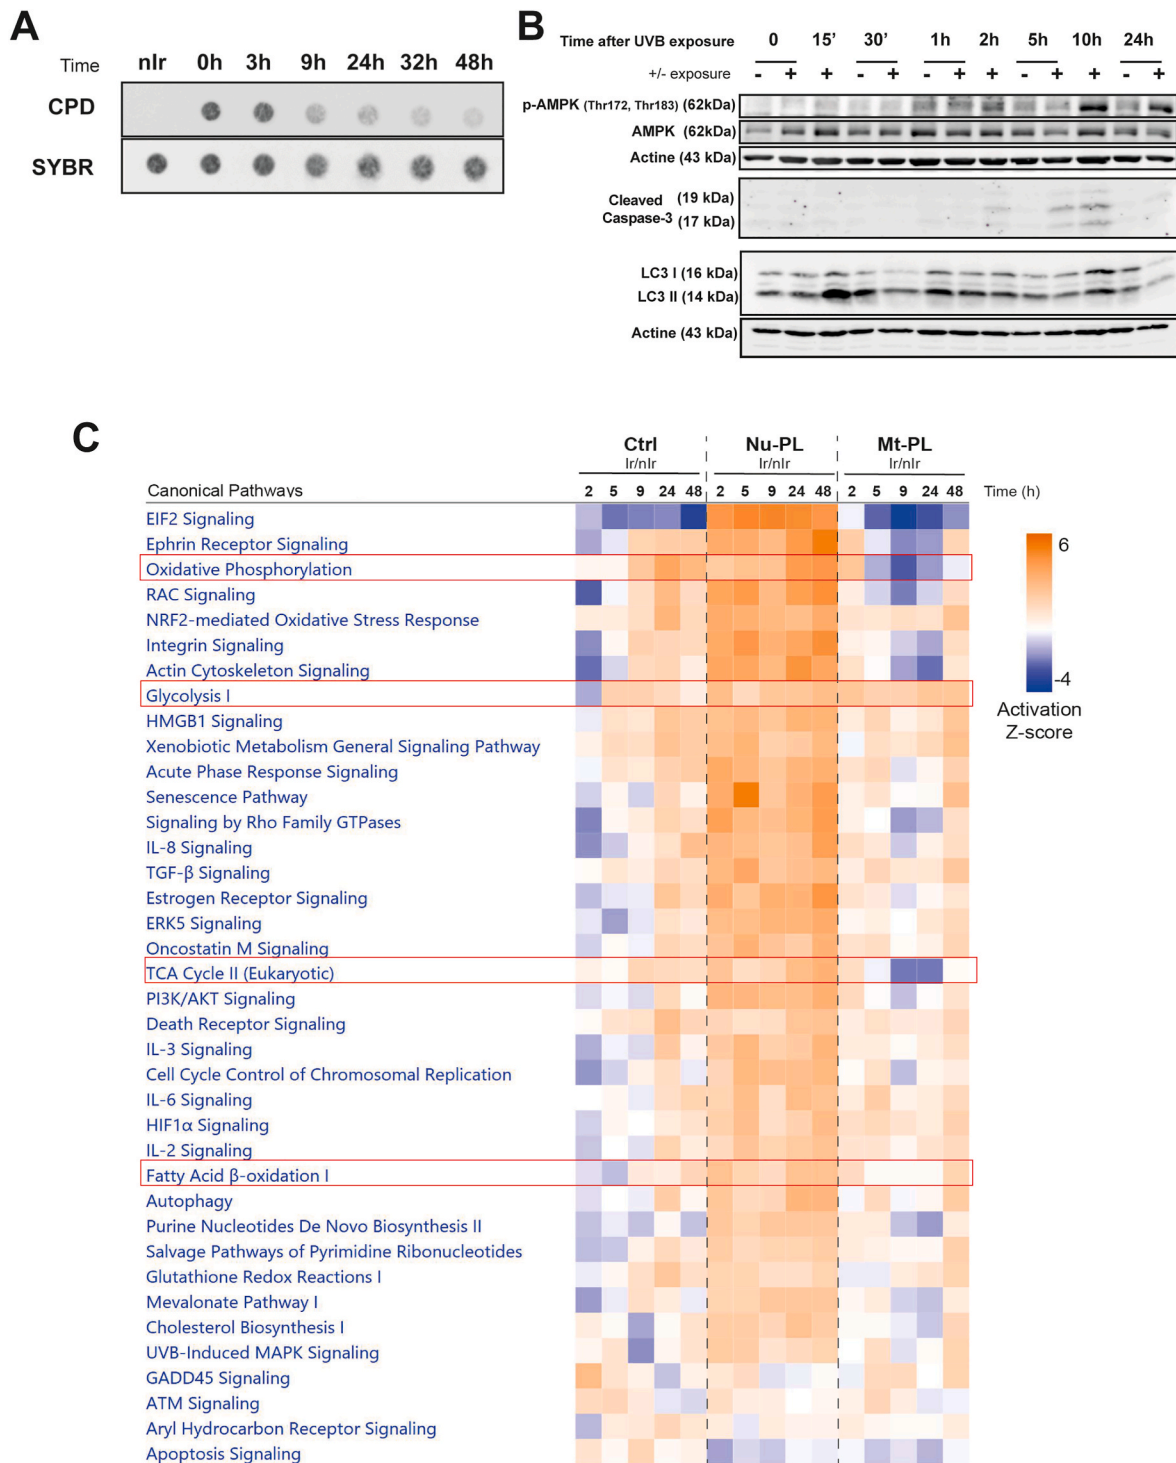 A
Time nIr 0h 3h 9h 24h 32h 48h
CPD
SYBR
B
Time after UVB exposure 0 15’ 30’ 1h 2h 5h 10h 24h
+/- exposure - + + - + - + + - + + - +
p-AMPK (Thr172, Thr183) (62kDa)
AMPK (62kDa)
Actine (43 kDa)
Cleaved Caspase-3 (19 kDa)
(17 kDa)
LC3 I (16 kDa)
LC3 II (14 kDa)
Actine (43 kDa)
C
Ctrl Nu-PL Mt-PL
Ir/nIr Ir/nIr Ir/nIr
Canonical Pathways 2 5 9 24 48 2 5 9 24 48 2 5 9 24 48 Time (h)
EIF2 Signaling
Ephrin Receptor Signaling
Oxidative Phosphorylation
RAC Signaling
NRF2-mediated Oxidative Stress Response
Integrin Signaling
Actin Cytoskeleton Signaling
Glycolysis I
HMGB1 Signaling
Xenobiotic Metabolism General Signaling Pathway
Acute Phase Response Signaling
Senescence Pathway
Signaling by Rho Family GTPases
IL-8 Signaling
TGF-β Signaling
Estrogen Receptor Signaling
ERK5 Signaling
Oncostatin M Signaling
TCA Cycle II (Eukaryotic)
PI3K/AKT Signaling
Death Receptor Signaling
IL-3 Signaling
Cell Cycle Control of Chromosomal Replication
IL-6 Signaling
HIF1α Signaling
IL-2 Signaling
Fatty Acid β-oxidation I
Autophagy
Purine Nucleotides De Novo Biosynthesis II
Salvage Pathways of Pyrimidine Ribonucleotides
Glutathione Redox Reactions I
Mevalonate Pathway I
Cholesterol Biosynthesis I
UVB-Induced MAPK Signaling
GADD45 Signaling
ATM Signaling
Aryl Hydrocarbon Receptor Signaling
Apoptosis Signaling
6
-4
Activation
Z-score